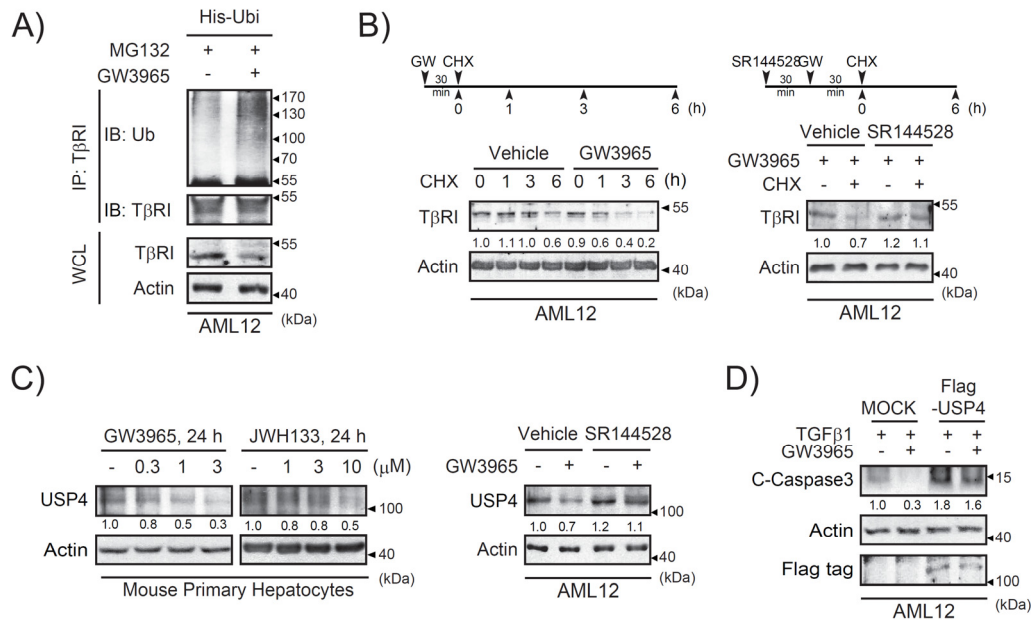 A)
His-Ubi
MG132 + +
GW3965 - +
IP: TβRI
IB: Ub
170
130
100
70
55
IB: TβRI
55
WCL
TβRI
55
Actin
40
AML12 (kDa)
B)
GW CHX
30 min
0 1 3 6 (h)
Vehicle GW3965
CHX 0 1 3 6 0 1 3 6 (h)
TβRI
55
1.0 1.1 1.0 0.6 0.9 0.6 0.4 0.2
Actin
40
(kDa)
AML12
SR144528 GW CHX
30 min 30 min
0 6 (h)
Vehicle SR144528
GW3965 + + + +
CHX - + - +
TβRI
55
1.0 0.7 1.2 1.1
Actin
40
(kDa)
AML12
C)
GW3965, 24 h JWH133, 24 h
- 0.3 1 3 - 1 3 10 (μM)
USP4
100
1.0 0.8 0.5 0.3 1.0 0.8 0.8 0.5
Actin
40
(kDa)
Mouse Primary Hepatocytes
Vehicle SR144528
GW3965 - + - +
USP4
100
1.0 0.7 1.2 1.1
Actin
40
(kDa)
AML12
D)
Flag
MOCK -USP4
TGFβ1 + + + +
GW3965 - + - +
C-Caspase3
15
1.0 0.3 1.8 1.6
Actin
40
Flag tag
100
(kDa)
AML12